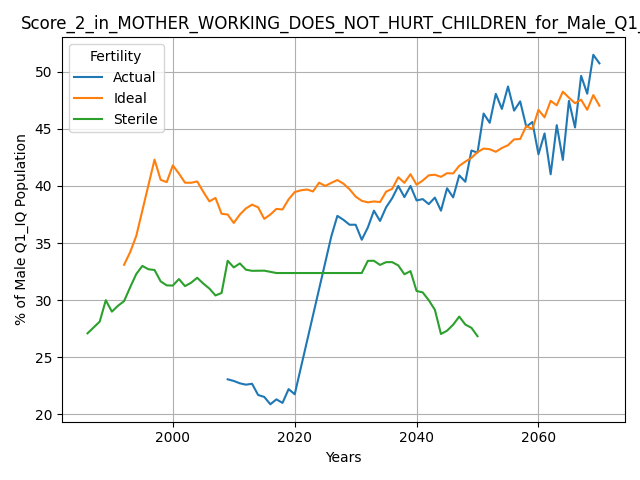 Score_2_in_MOTHER_WORKING_DOES_NOT_HURT_CHILDREN_for_Male_Q1_
Fertility
Actual
Ideal
Sterile
% of Male Q1_IQ Population
50
45
40
35
30
25
20
2000
2020
2040
2060
Years